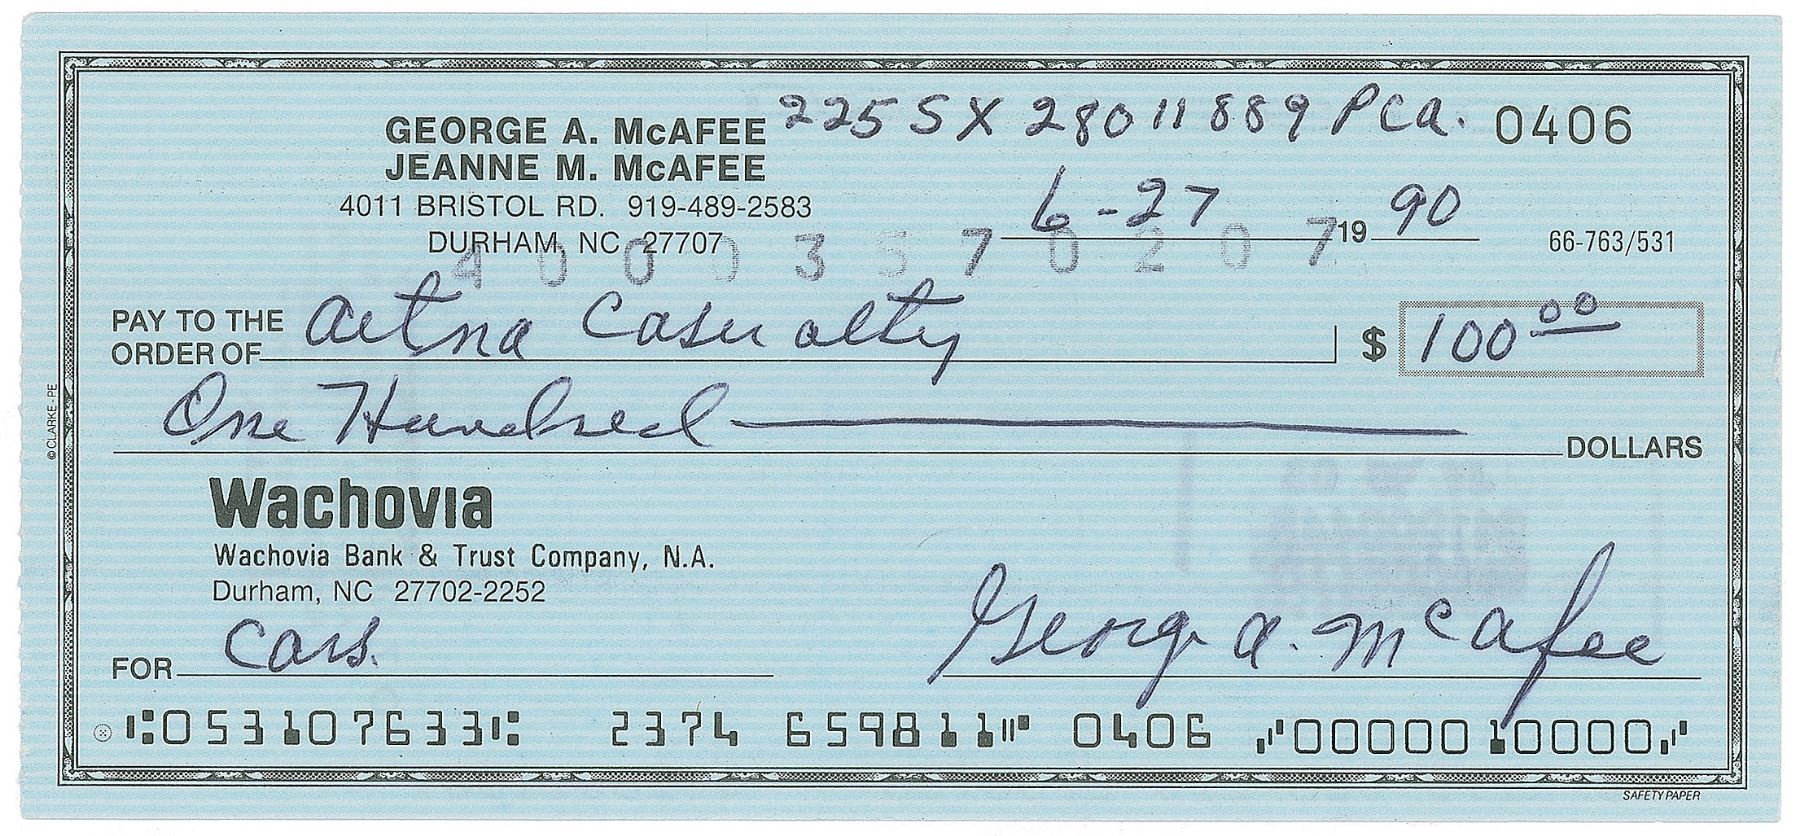 225 SX 28011889 PCA. 0406
GEORGE A. McAFEE
JEANNE M. McAFEE
4011 BRISTOL RD. 919-489-2583
DURHAM, NC 27707
6-27 19 90
66-763/531
40003570207
PAY TO THE ORDER OF Aetna Casualty $ 100 00
One Hundred DOLLARS
Wachovia
Wachovia Bank & Trust Company, N.A.
Durham, NC 27702-2252
FOR Cars.
George A. McAfee
⑆053107633⑆ 2374 659811⑈ 0406 ⑇0000010000⑇
© CLARKE - PE
SAFETY PAPER